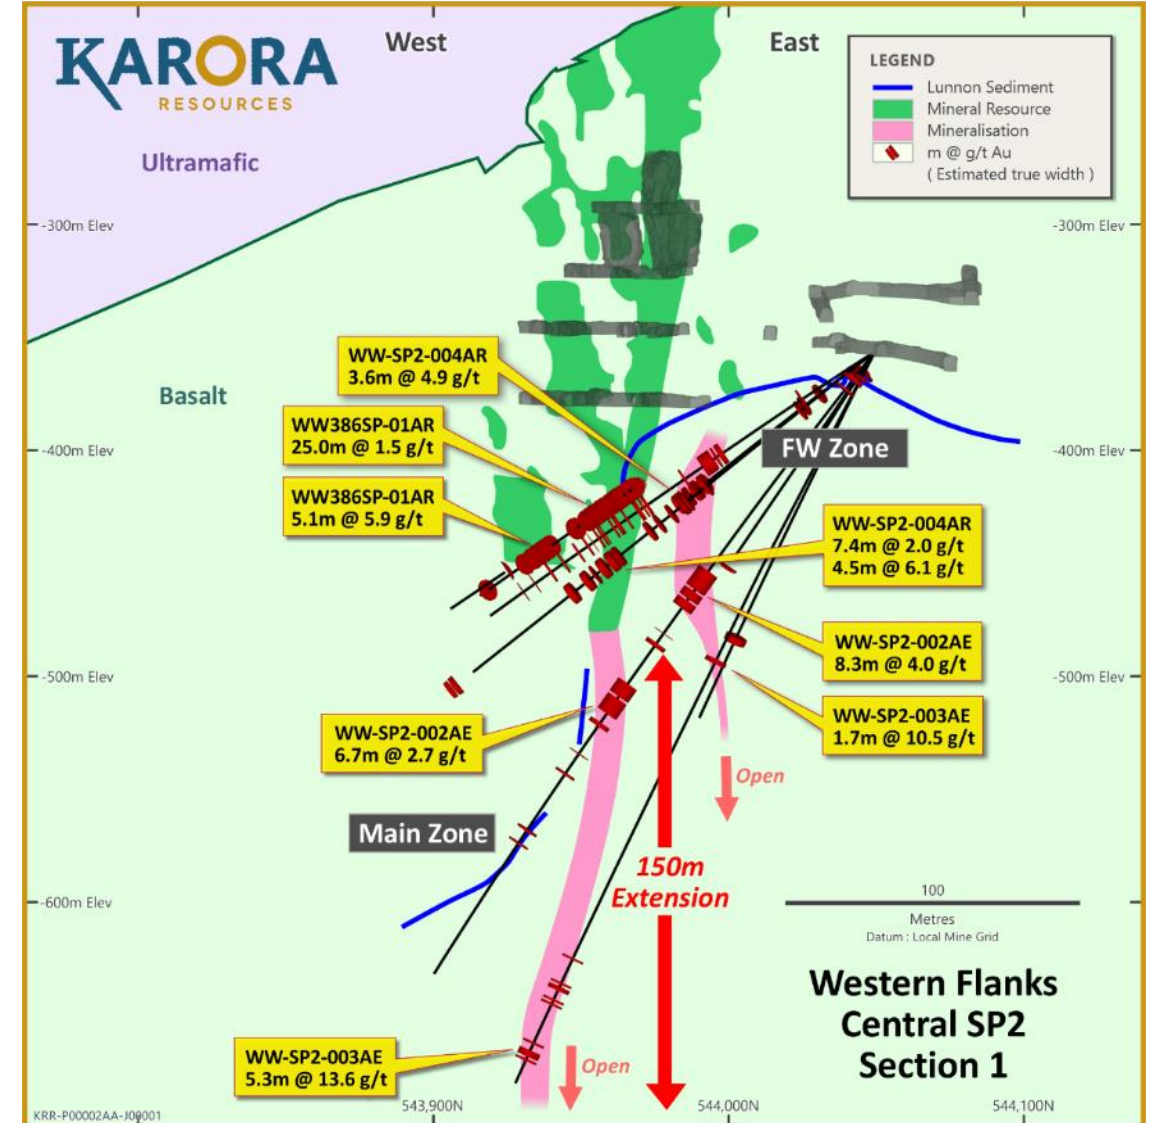 KARORA
RESOURCES
West
East
LEGEND
Lunnon Sediment
Mineral Resource
Mineralisation
m @ g/t Au
( Estimated true width )
Ultramafic
-300m Elev
-300m Elev
WW-SP2-004AR
3.6m @ 4.9 g/t
Basalt
WW386SP-01AR
25.0m @ 1.5 g/t
-400m Elev
FW Zone
-400m Elev
WW386SP-01AR
5.1m @ 5.9 g/t
WW-SP2-004AR
7.4m @ 2.0 g/t
4.5m @ 6.1 g/t
WW-SP2-002AE
8.3m @ 4.0 g/t
-500m Elev
-500m Elev
WW-SP2-003AE
1.7m @ 10.5 g/t
WW-SP2-002AE
6.7m @ 2.7 g/t
Open
Main Zone
150m
Extension
-600m Elev
100
Metres
Datum : Local Mine Grid
Western Flanks
Central SP2
Section 1
WW-SP2-003AE
5.3m @ 13.6 g/t
Open
KRR-P00002AA-J00001
543,900N
544,000N
544,100N